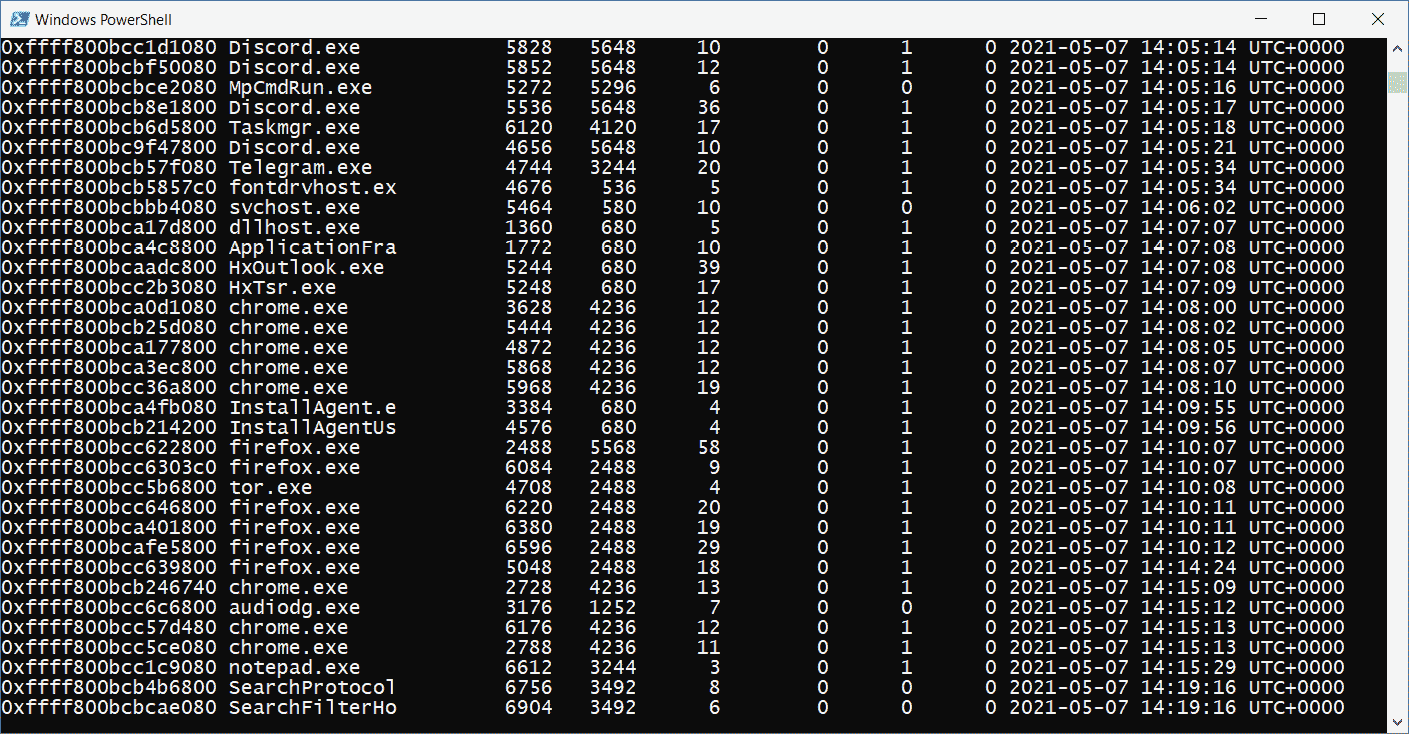 Windows PowerShell
0xffff800bcc1d1080 Discord.exe 5828 5648 10 0 1 0 2021-05-07 14:05:14 UTC+0000
0xffff800bcbf50080 Discord.exe 5852 5648 12 0 1 0 2021-05-07 14:05:14 UTC+0000
0xffff800bcbce2080 MpCmdRun.exe 5272 5296 6 0 0 0 2021-05-07 14:05:16 UTC+0000
0xffff800bcb8e1800 Discord.exe 5536 5648 36 0 1 0 2021-05-07 14:05:17 UTC+0000
0xffff800bcb6d5800 Taskmgr.exe 6120 4120 17 0 1 0 2021-05-07 14:05:18 UTC+0000
0xffff800bc9f47800 Discord.exe 4656 5648 10 0 1 0 2021-05-07 14:05:21 UTC+0000
0xffff800bcb57f080 Telegram.exe 4744 3244 20 0 1 0 2021-05-07 14:05:34 UTC+0000
0xffff800bcb5857c0 fontdrvhost.ex 4676 536 5 0 1 0 2021-05-07 14:05:34 UTC+0000
0xffff800bcbbb4080 svchost.exe 5464 580 10 0 0 0 2021-05-07 14:06:02 UTC+0000
0xffff800bca17d800 dllhost.exe 1360 680 5 0 1 0 2021-05-07 14:07:07 UTC+0000
0xffff800bca4c8800 ApplicationFra 1772 680 10 0 1 0 2021-05-07 14:07:08 UTC+0000
0xffff800bcaadc800 HxOutlook.exe 5244 680 39 0 1 0 2021-05-07 14:07:08 UTC+0000
0xffff800bcc2b3080 HxTsr.exe 5248 680 17 0 1 0 2021-05-07 14:07:09 UTC+0000
0xffff800bca0d1080 chrome.exe 3628 4236 12 0 1 0 2021-05-07 14:08:00 UTC+0000
0xffff800bcb25d080 chrome.exe 5444 4236 12 0 1 0 2021-05-07 14:08:02 UTC+0000
0xffff800bca177800 chrome.exe 4872 4236 12 0 1 0 2021-05-07 14:08:05 UTC+0000
0xffff800bca3ec800 chrome.exe 5868 4236 12 0 1 0 2021-05-07 14:08:07 UTC+0000
0xffff800bcc36a800 chrome.exe 5968 4236 19 0 1 0 2021-05-07 14:08:10 UTC+0000
0xffff800bca4fb080 InstallAgent.e 3384 680 4 0 1 0 2021-05-07 14:09:55 UTC+0000
0xffff800bcb214200 InstallAgentUs 4576 680 4 0 1 0 2021-05-07 14:09:56 UTC+0000
0xffff800bcc622800 firefox.exe 2488 5568 58 0 1 0 2021-05-07 14:10:07 UTC+0000
0xffff800bcc6303c0 firefox.exe 6084 2488 9 0 1 0 2021-05-07 14:10:07 UTC+0000
0xffff800bcc5b6800 tor.exe 4708 2488 4 0 1 0 2021-05-07 14:10:08 UTC+0000
0xffff800bcc646800 firefox.exe 6220 2488 20 0 1 0 2021-05-07 14:10:11 UTC+0000
0xffff800bca401800 firefox.exe 6380 2488 19 0 1 0 2021-05-07 14:10:11 UTC+0000
0xffff800bcafe5800 firefox.exe 6596 2488 29 0 1 0 2021-05-07 14:10:12 UTC+0000
0xffff800bcc639800 firefox.exe 5048 2488 18 0 1 0 2021-05-07 14:14:24 UTC+0000
0xffff800bcb246740 chrome.exe 2728 4236 13 0 1 0 2021-05-07 14:15:09 UTC+0000
0xffff800bcc6c6800 audiodg.exe 3176 1252 7 0 0 0 2021-05-07 14:15:12 UTC+0000
0xffff800bcc57d480 chrome.exe 6176 4236 12 0 1 0 2021-05-07 14:15:13 UTC+0000
0xffff800bcc5ce080 chrome.exe 2788 4236 11 0 1 0 2021-05-07 14:15:13 UTC+0000
0xffff800bcc1c9080 notepad.exe 6612 3244 3 0 1 0 2021-05-07 14:15:29 UTC+0000
0xffff800bcb4b6800 SearchProtocol 6756 3492 8 0 0 0 2021-05-07 14:19:16 UTC+0000
0xffff800bcbcae080 SearchFilterHo 6904 3492 6 0 0 0 2021-05-07 14:19:16 UTC+0000